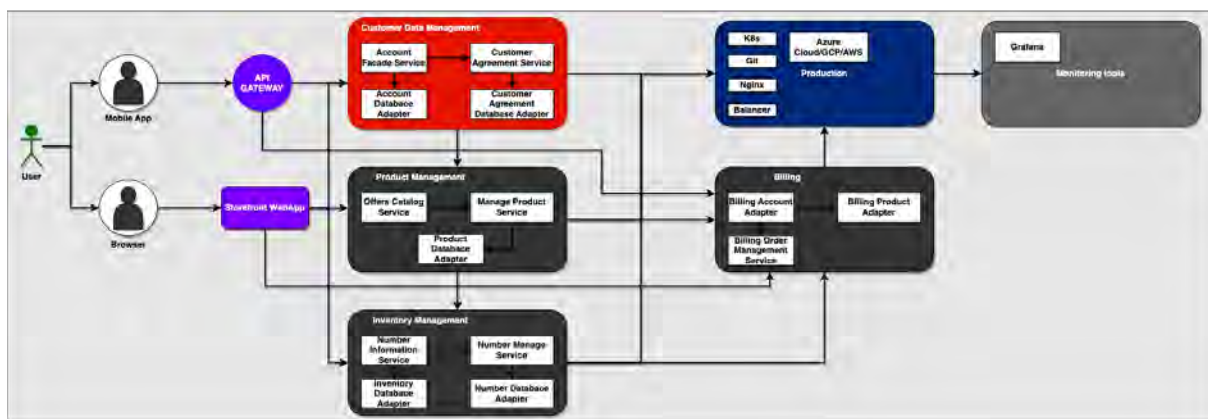 Customer Data Management
Account
Facade Service
Customer
Agreement Service
Account
Database
Adapter
Customer
Agreement
Database Adapter
K8s
Git
Nginx
Balancer
Azure
Cloud/GCP/AWS
Production
Grafana
Monitoring tools
API
GATEWAY
Mobile App
User
Product Management
Offers Catalog
Service
Manage Product
Service
Product
Database
Adapter
Billing
Billing Account
Adapter
Billing Product
Adapter
Billing Order
Management
Service
Storefront WebApp
Browser
Inventory Management
Number
Information
Service
Number Manage
Service
Inventory
Database
Adapter
Number Database
Adapter